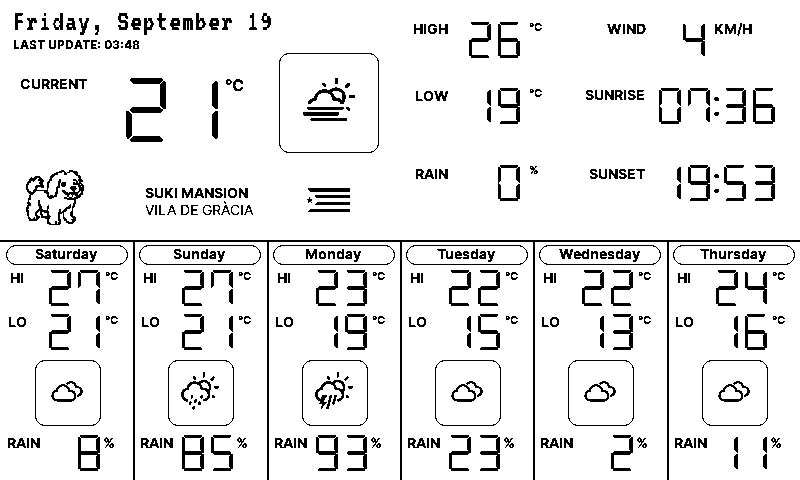 Friday, September 19
LAST UPDATE: 03:48
CURRENT 21 °C
SUKI MANSION
VILA DE GRÀCIA
HIGH 26 °C
LOW 19 °C
RAIN 0 %
WIND 4 KM/H
SUNRISE 07:36
SUNSET 19:53
Saturday
HI 27 °C
LO 21 °C
RAIN 8 %
Sunday
HI 27 °C
LO 21 °C
RAIN 85 %
Monday
HI 23 °C
LO 19 °C
RAIN 93 %
Tuesday
HI 22 °C
LO 15 °C
RAIN 23 %
Wednesday
HI 22 °C
LO 13 °C
RAIN 2 %
Thursday
HI 24 °C
LO 16 °C
RAIN 11 %